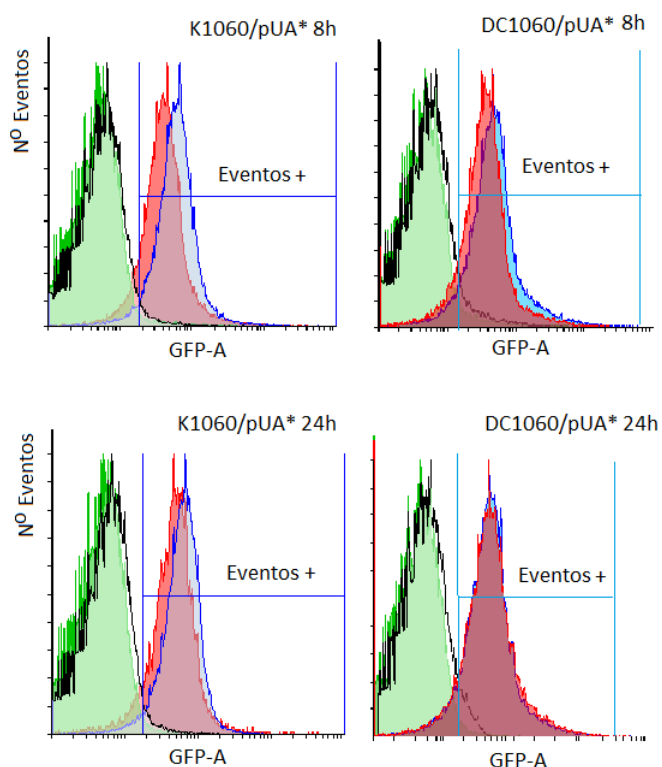 K1060/pUA* 8h
DC1060/pUA* 8h
Nº Eventos
Eventos +
Eventos +
GFP-A
GFP-A
K1060/pUA* 24h
DC1060/pUA* 24h
Nº Eventos
Eventos +
Eventos +
GFP-A
GFP-A